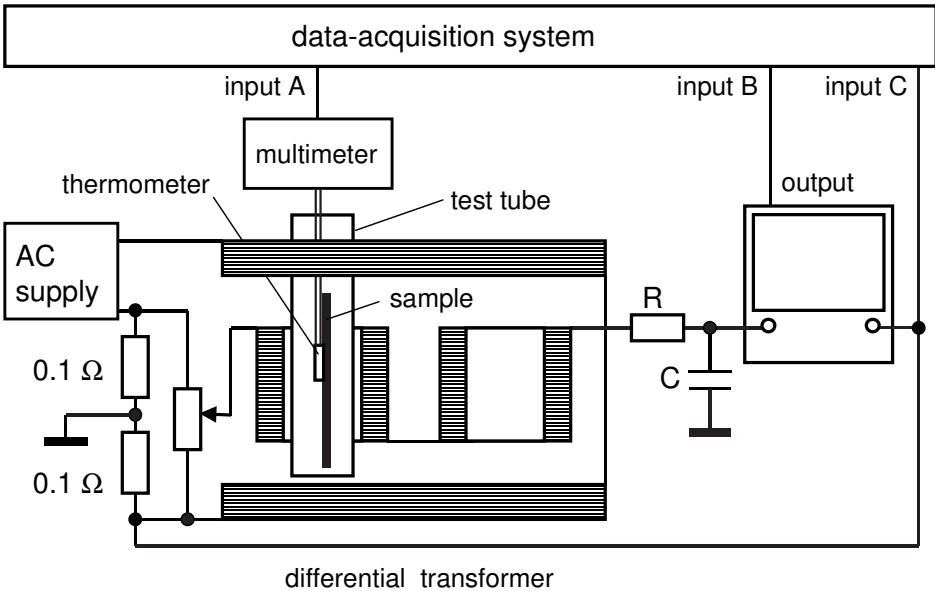 data-acquisition system
input A
input B
input C
multimeter
thermometer
test tube
output
AC
supply
sample
R
0.1 Ω
C
0.1 Ω
differential transformer